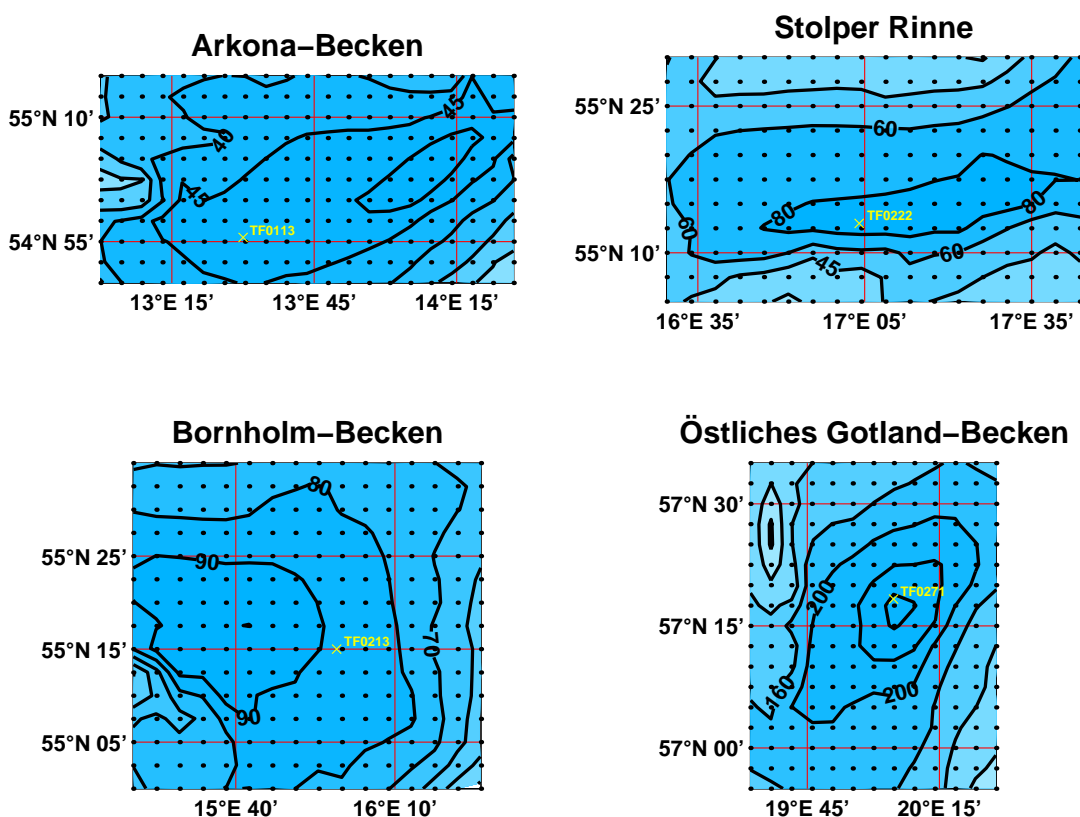 Arkona–Becken
55°N 10’
54°N 55’
13°E 15’
13°E 45’
14°E 15’
40
45
45
TF0113
Stolper Rinne
55°N 25’
55°N 10’
16°E 35’
17°E 05’
17°E 35’
60
80
80
60
60
45
TF0222
Bornholm–Becken
55°N 25’
55°N 15’
55°N 05’
15°E 40’
16°E 10’
80
90
70
90
TF0213
Östliches Gotland–Becken
57°N 30’
57°N 15’
57°N 00’
19°E 45’
20°E 15’
200
160
200
TF0271